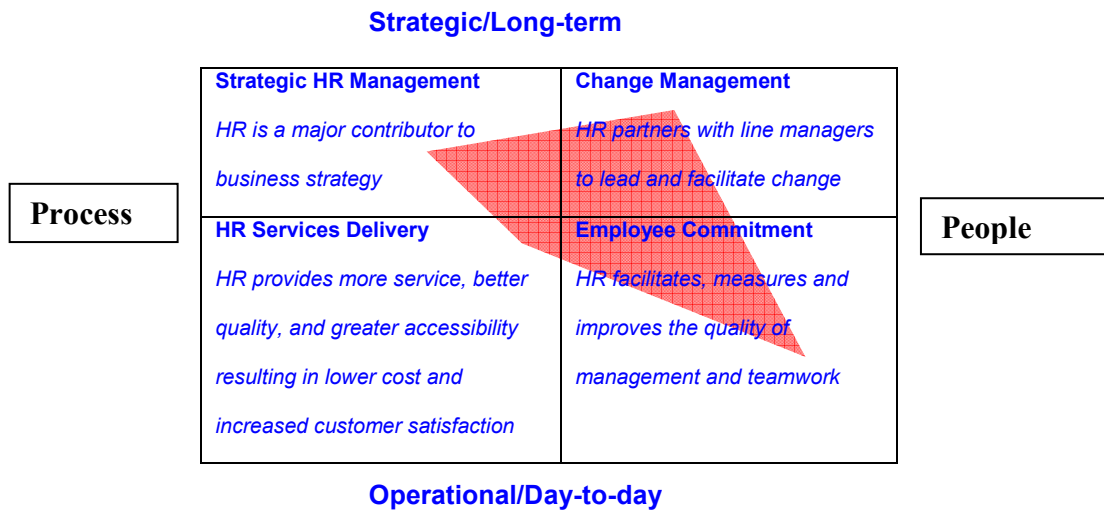 Strategic/Long-term
Strategic HR Management
HR is a major contributor to
business strategy
Change Management
HR partners with line managers
to lead and facilitate change
Process
People
HR Services Delivery
HR provides more service, better
quality, and greater accessibility
resulting in lower cost and
increased customer satisfaction
Employee Commitment
HR facilitates, measures and
improves the quality of
management and teamwork
Operational/Day-to-day